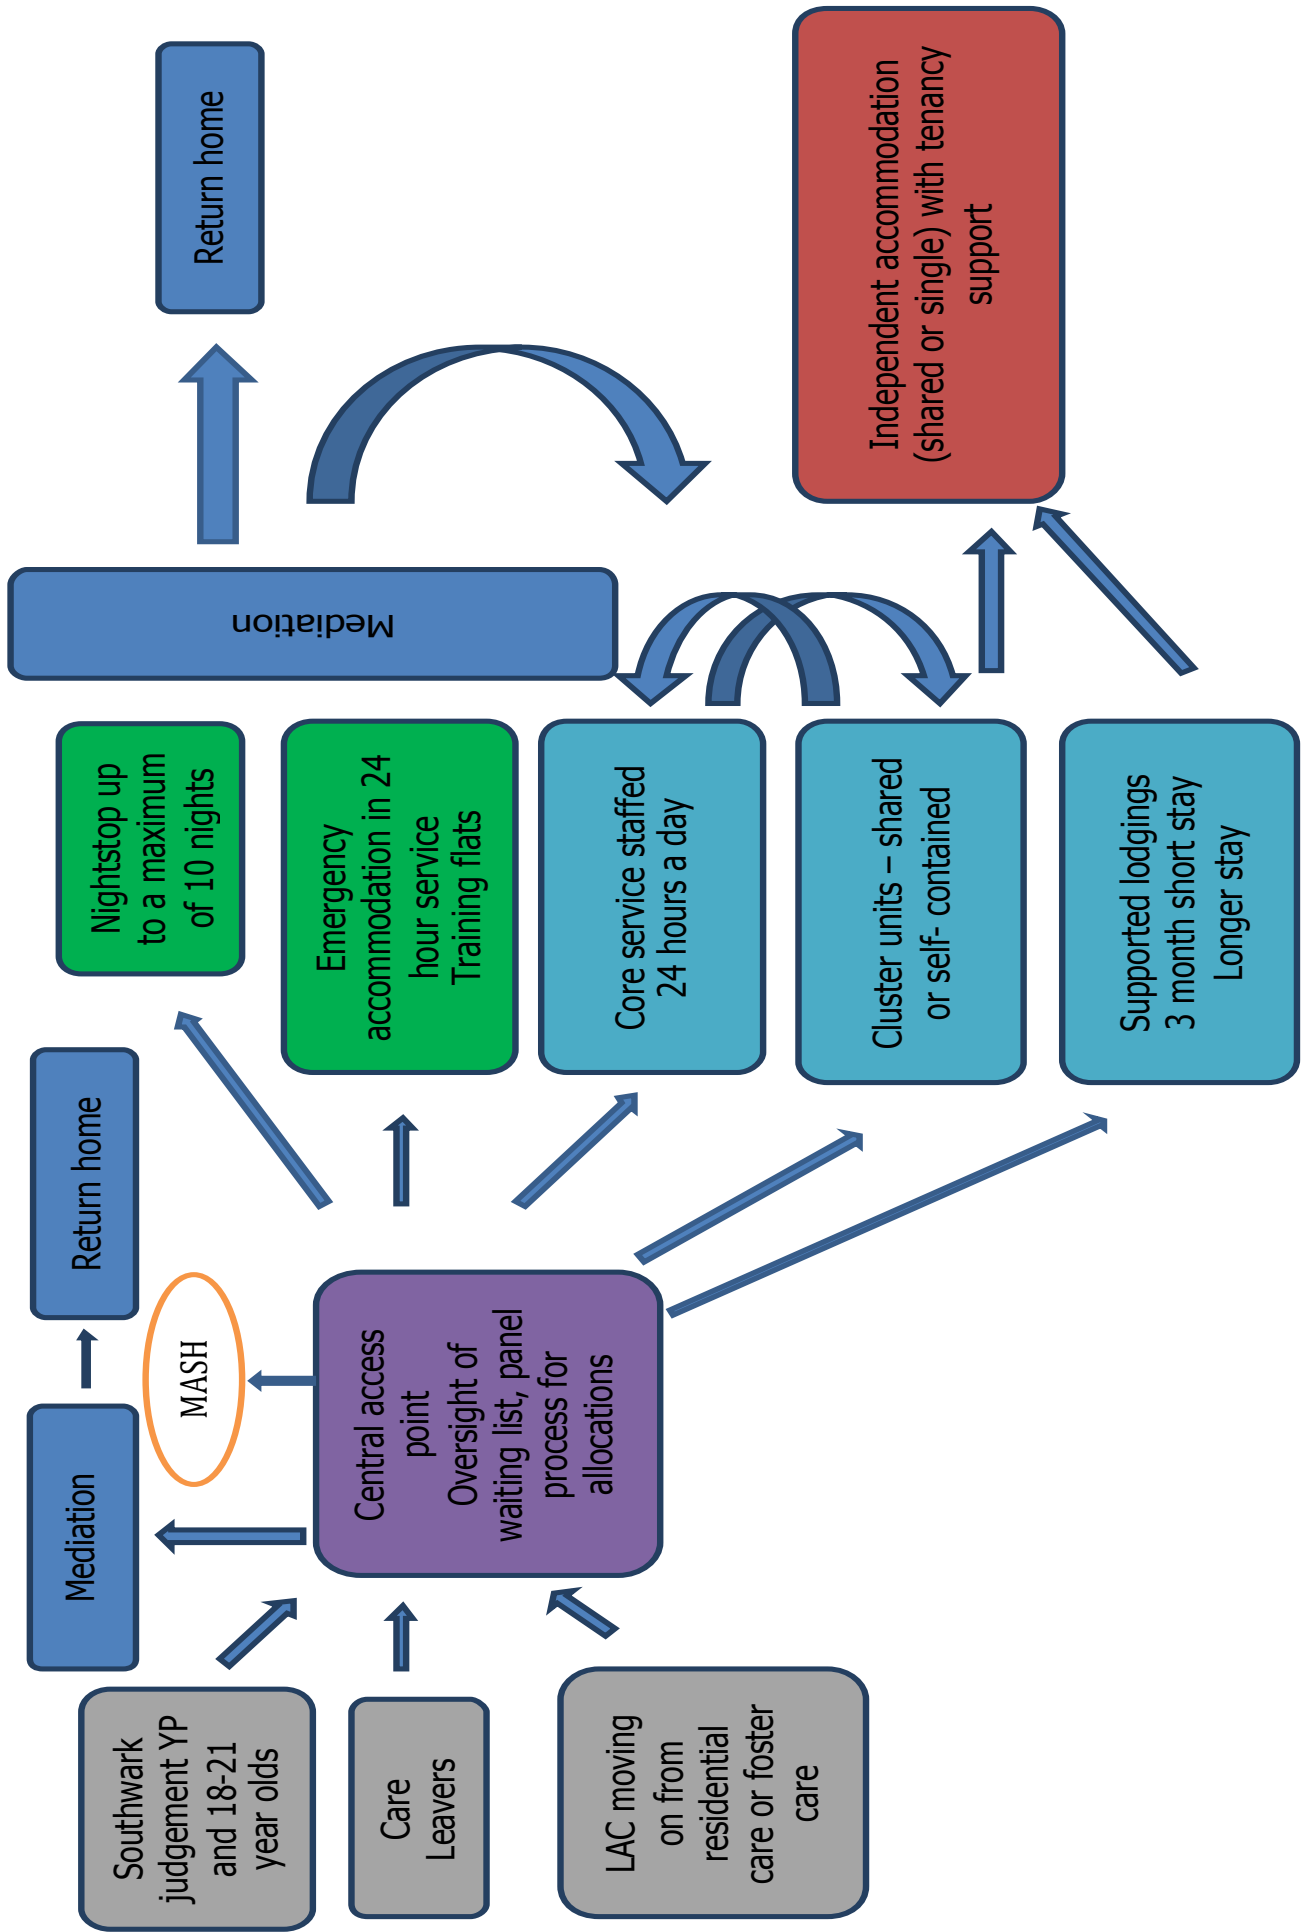 Southwark
judgement YP
and 18-21
year olds
Care
Leavers
LAC moving
on from
residential
care or foster
care
Mediation
Return home
MASH
Central access
point
Oversight of
waiting list, panel
process for
allocations
Nightstop up
to a maximum
of 10 nights
Emergency
accommodation in 24
hour service
Training flats
Core service staffed
24 hours a day
Cluster units – shared
or self- contained
Supported lodgings
3 month short stay
Longer stay
Mediation
Return home
Independent accommodation
(shared or single) with tenancy
support